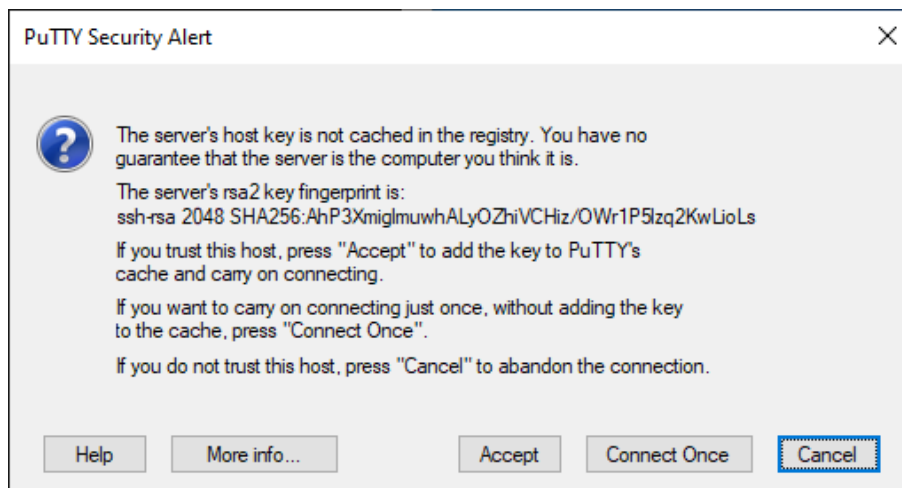 PuTTY Security Alert
The server's host key is not cached in the registry. You have no
guarantee that the server is the computer you think it is.
The server's rsa2 key fingerprint is:
ssh-rsa 2048 SHA256:AhP3XmiglmuwhALyOZhiVCHiz/OWr1P5lzq2KwLioLs
If you trust this host, press "Accept" to add the key to PuTTY's
cache and carry on connecting.
If you want to carry on connecting just once, without adding the key
to the cache, press "Connect Once".
If you do not trust this host, press "Cancel" to abandon the connection.
Help More info... Accept Connect Once Cancel